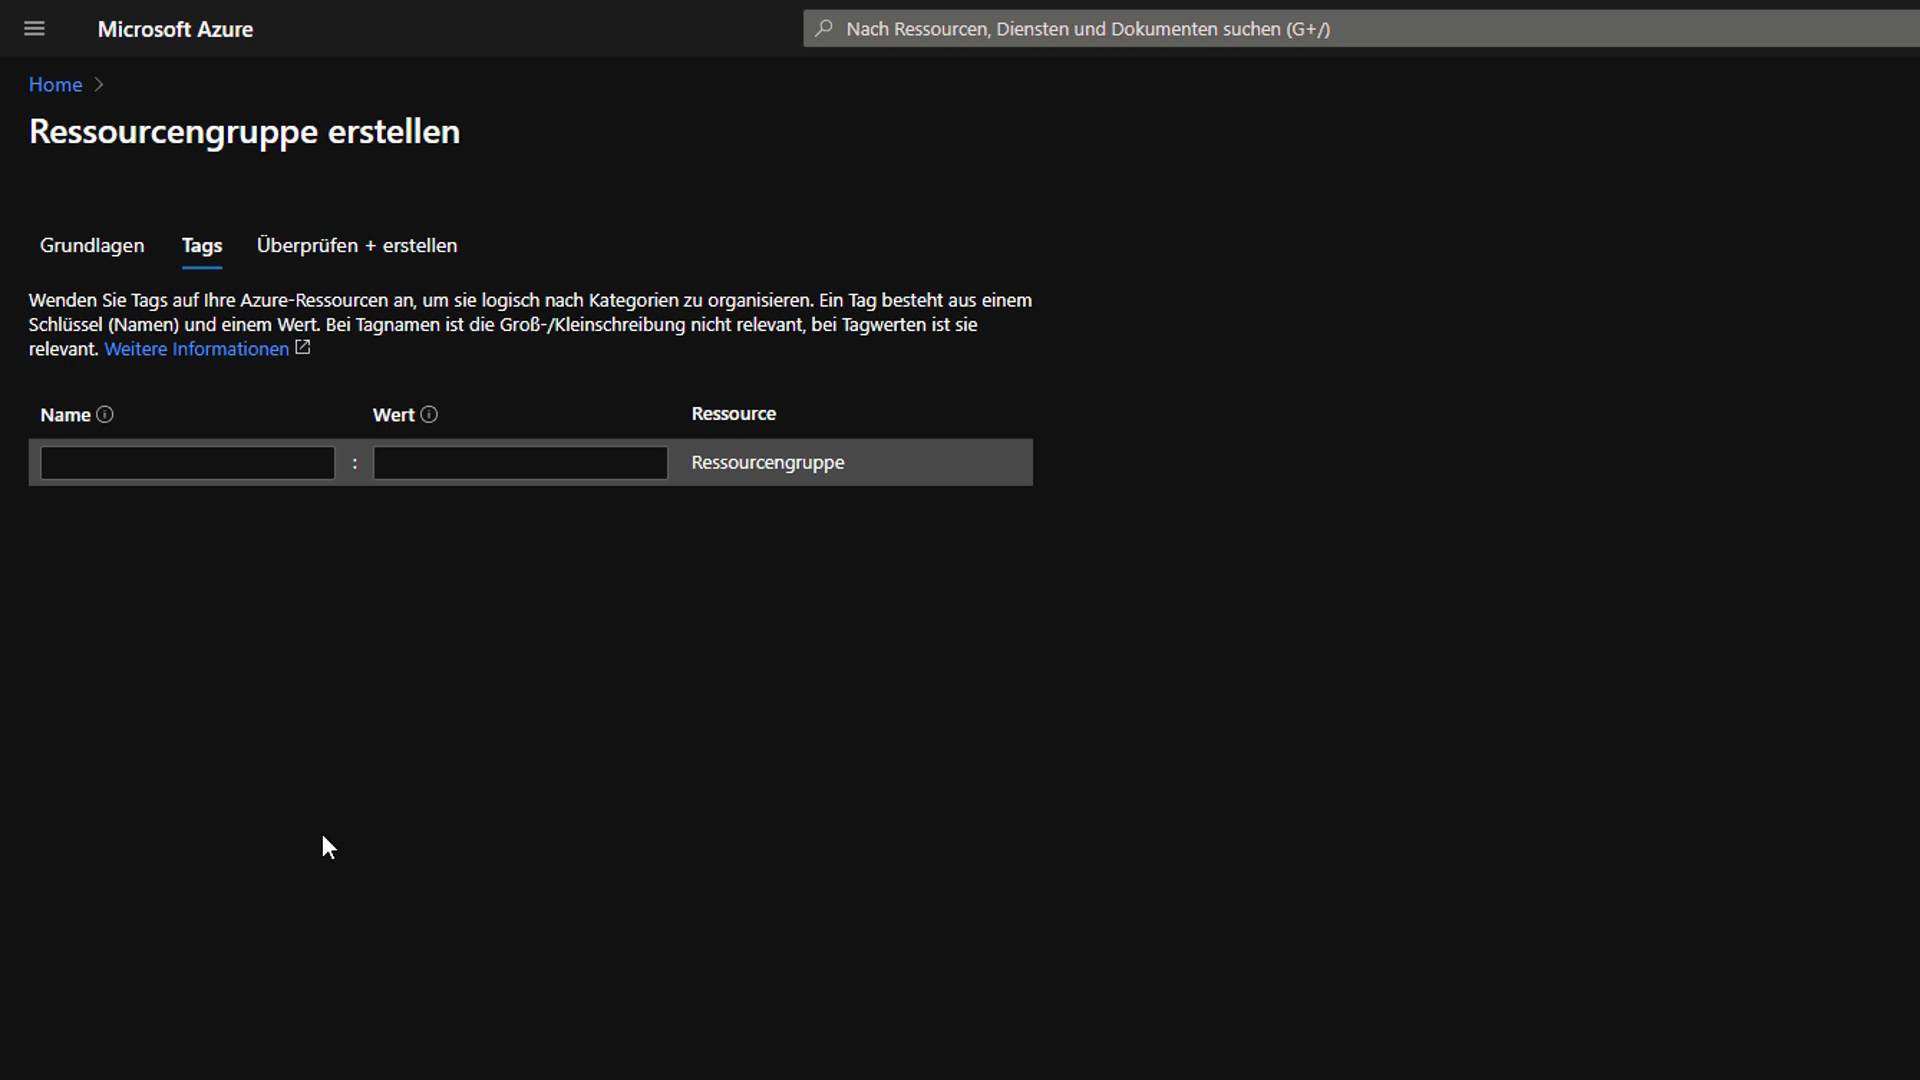 Microsoft Azure
Nach Ressourcen, Diensten und Dokumenten suchen (G+/)
Home
Ressourcengruppe erstellen
Grundlagen Tags Überprüfen + erstellen
Wenden Sie Tags auf Ihre Azure-Ressourcen an, um sie logisch nach Kategorien zu organisieren. Ein Tag besteht aus einem
Schlüssel (Namen) und einem Wert. Bei Tagnamen ist die Groß-/Kleinschreibung nicht relevant, bei Tagwerten ist sie
relevant. Weitere Informationen
Name Wert Ressource
: Ressourcengruppe